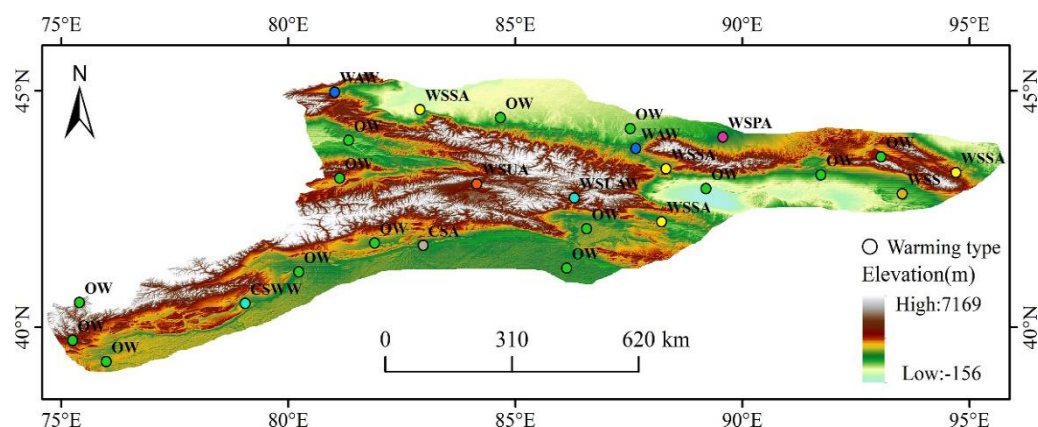 75°E 80°E 85°E 90°E 95°E
N
45°N 45°N
WAW
WSSA
OW
OW
WSPA
OW
WAW
OW
WSSA
OW
WSSA
OW
WSUA
OW
WSS
WSUAW
WSSA
OW
OW
CSA
OW
OW
Warming type
Elevation(m)
High:7169
OW
CSWW
40°N 40°N
OW
OW
0 310 620 km
Low:-156
75°E 80°E 85°E 90°E 95°E